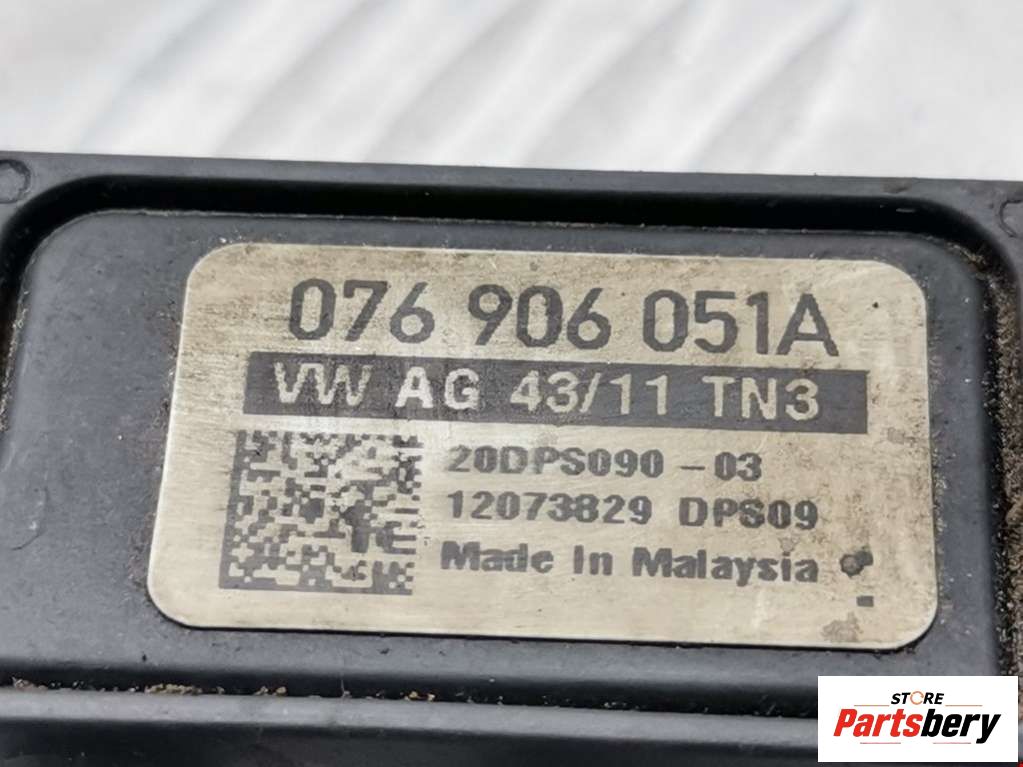 076 906 051A
VW AG 43/11 TN3
20DPS090-03
12073829 DPS09
Made In Malaysia
STORE
Partsbery